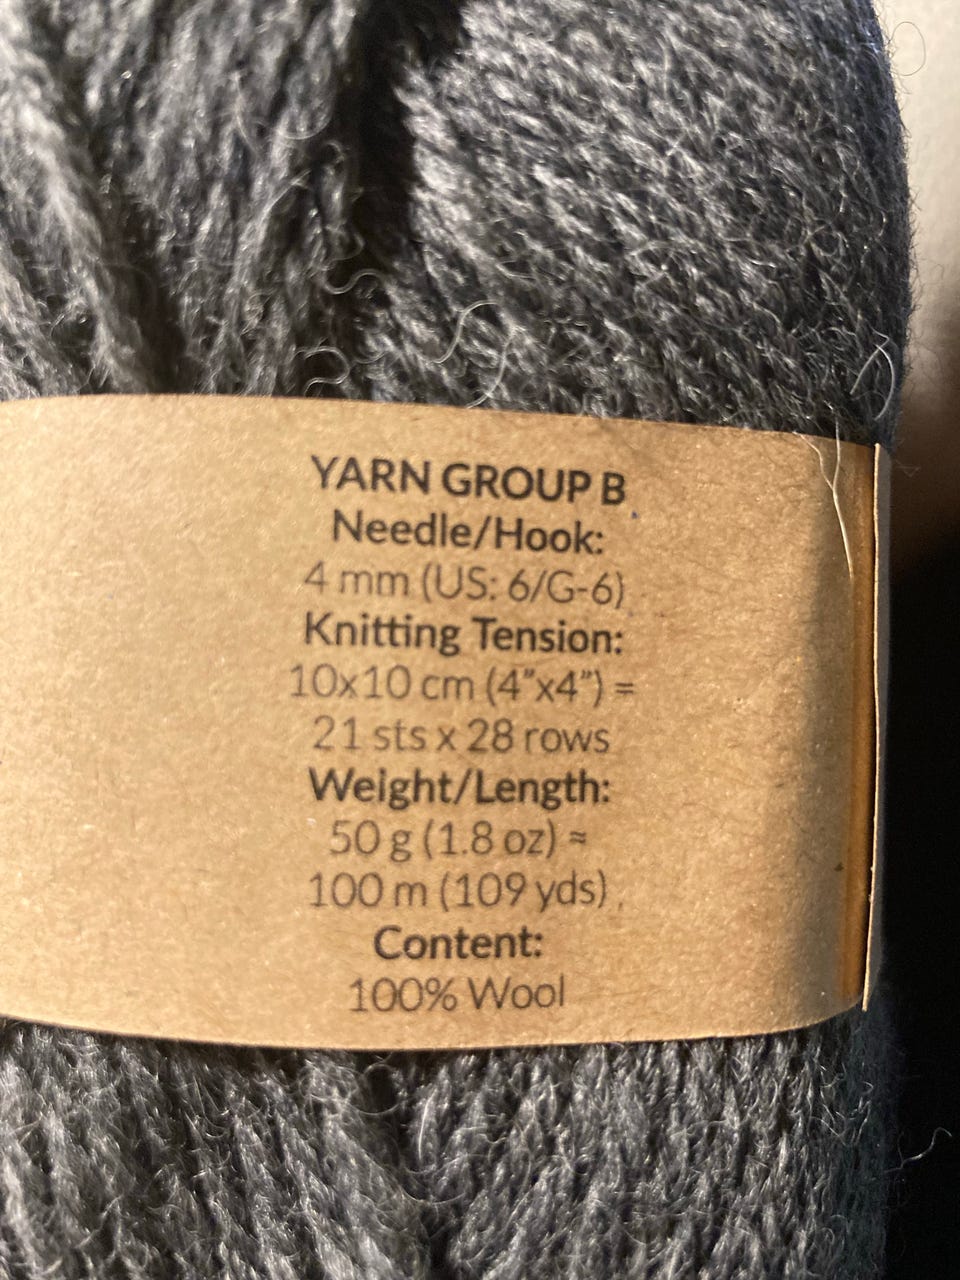 YARN GROUP B
Needle/Hook:
4 mm (US: 6/G-6)
Knitting Tension:
10x10 cm (4”x4”) =
21 sts x 28 rows
Weight/Length:
50 g (1.8 oz) ≈
100 m (109 yds)
Content:
100% Wool